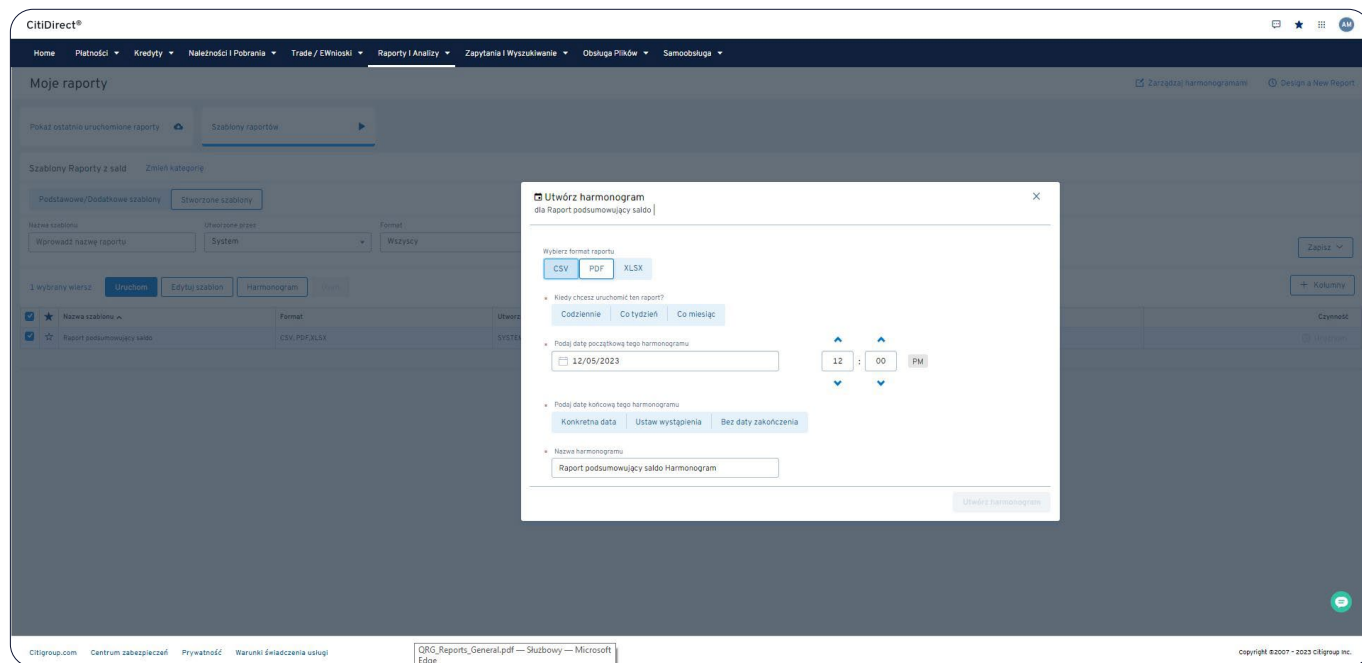 CitiDirect®
AM
Home Płatności Kredyty Należności I Pobrania Trade / EWnioski Raporty I Analizy Zapytania I Wyszukiwanie Obsługa Plików Samoobsługa
Moje raporty
Zarządzaj harmonogramami Design a New Report
Pokaż ostatnio uruchomione raporty Szablony raportów
Szablony Raporty z sald Zmień kategorię
Podstawowe/Dodatkowe szablony Stworzone szablony
Nazwa szablonu Utworzone przez Format
Wprowadź nazwę raportu System Wszyscy
Zapisz
1 wybrany wiersz Uruchom Edytuj szablon Harmonogram
+ Kolumny
Nazwa szablonu Format Utworz Czynność
Raport podsumowujący saldo CSV, PDF,XLSX SYSTEM
Utwórz harmonogram
dla Raport podsumowujący saldo
Wybierz format raportu
CSV PDF XLSX
* Kiedy chcesz uruchomić ten raport?
Codziennie Co tydzień Co miesiąc
* Podaj datę początkową tego harmonogramu
12/05/2023 12 : 00 PM
* Podaj datę końcową tego harmonogramu
Konkretna data Ustaw wystąpienia Bez daty zakończenia
* Nazwa harmonogramu
Raport podsumowujący saldo Harmonogram
Utwórz harmonogram
Citigroup.com Centrum zabezpieczeń Prywatność Warunki świadczenia usługi
QRG_Reports_General.pdf — Służbowy — Microsoft
Edge
Copyright ©2007 - 2023 Citigroup Inc.